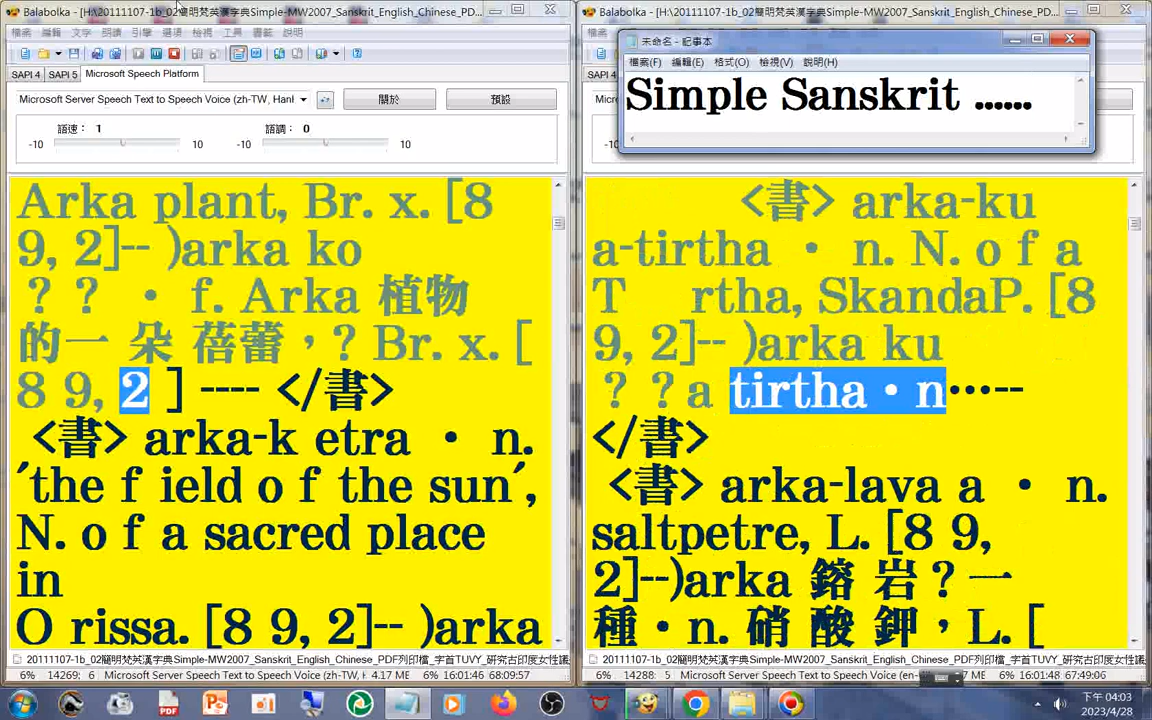 Balabolka - [H:\20111107-1b_02簡明梵英漢字典Simple-MW2007_Sanskrit_English_Chinese_PD...
檔案 編輯 文字 朗讀 引擎 選項 檢視 工具 書籤 說明
SAPI 4 SAPI 5 Microsoft Speech Platform
Microsoft Server Speech Text to Speech Voice (zh-TW, Hanl 關於 預設
語速： 1 語調： 0
-10 10 -10 10
Arka plant, Br. x. [8
9, 2]-- )arka ko
？？ • f. Arka 植物
的一 朵 蓓蕾，? Br. x. [
8 9, 2 ] ---- </書>
<書> arka-k etra • n.
'the f ield o f the sun',
N. o f a sacred place
in
O rissa. [8 9, 2]-- )arka
20111107-1b_02簡明梵英漢字典Simple-MW2007_Sanskrit_English_Chinese_PDF列印檔_字首TUVY_研究古印度女性議
6% 14269; 6 Microsoft Server Speech Text to Speech Voice (zh-TW, H 4.17 MB 6% 16:01:46 68:09:57
Balabolka - [H:\20111107-1b_02簡明梵英漢字典Simple-MW2007_Sanskrit_English_Chinese_PD...
檔案
SAPI 4
-10
未命名 - 記事本
檔案(F) 編輯(E) 格式(O) 檢視(V) 說明(H)
Simple Sanskrit ......
<書> arka-ku
a-tirtha • n. N. o f a
T rtha, SkandaP. [8
9, 2]-- )arka ku
？？a tirtha • n…--
</書>
<書> arka-lava a • n.
saltpetre, L. [8 9,
2]--)arka 鎔 岩？一
種 • n. 硝 酸 鉀，L. [
20111107-1b_02簡明梵英漢字典Simple-MW2007_Sanskrit_English_Chinese_PDF列印檔_字首TUVY_研究古印度女性議
6% 14288: 5 Microsoft Server Speech Text to Speech Voice (zh-TW, 4.17 MB 6% 16:01:48 67:49:06
下午 04:03
2023/4/28